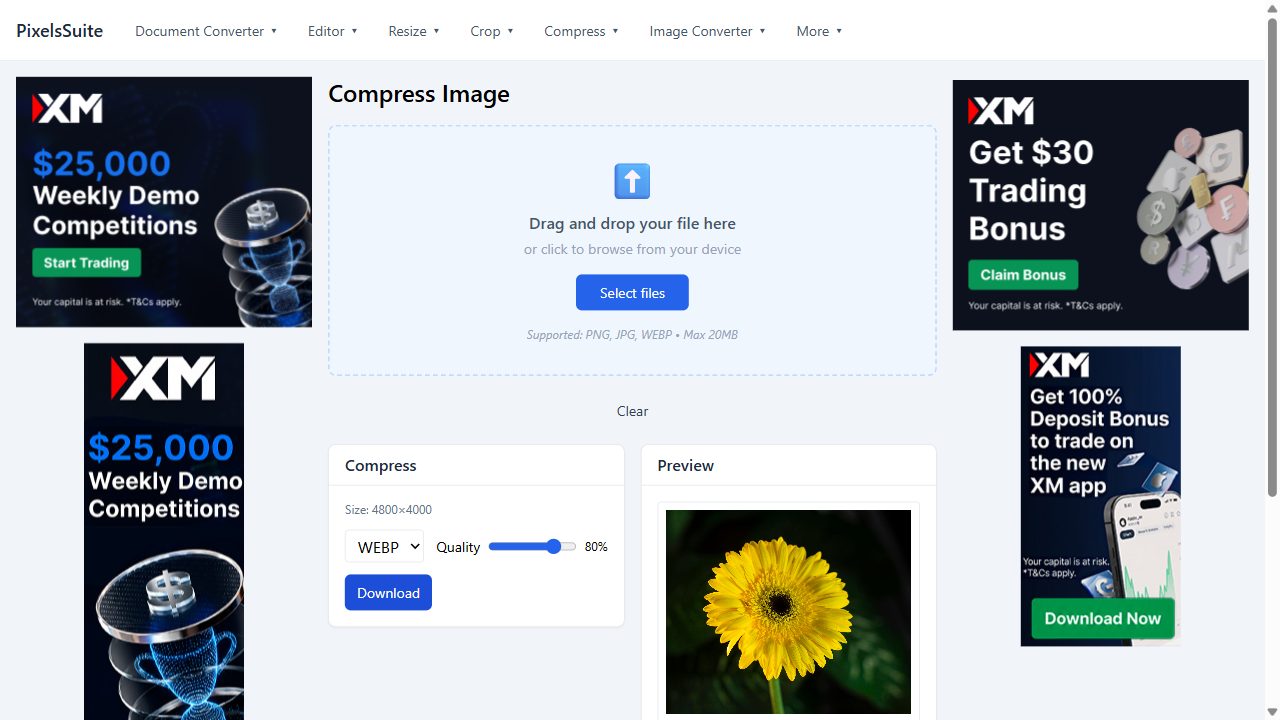 PixelsSuite
Document Converter ▾
Editor ▾
Resize ▾
Crop ▾
Compress ▾
Image Converter ▾
More ▾
XM
$25,000
Weekly Demo
Competitions
Start Trading
Your capital is at risk. *T&Cs apply.
XM
$25,000
Weekly Demo
Competitions
Compress Image
Drag and drop your file here
or click to browse from your device
Select files
Supported: PNG, JPG, WEBP • Max 20MB
Clear
Compress
Size: 4800×4000
WEBP
Quality
80%
Download
Preview
XM
Get $30
Trading
Bonus
Claim Bonus
Your capital is at risk. *T&Cs apply.
XM
Get 100%
Deposit Bonus
to trade on
the new
XM app
Your capital is at risk.
*T&Cs apply.
Download Now